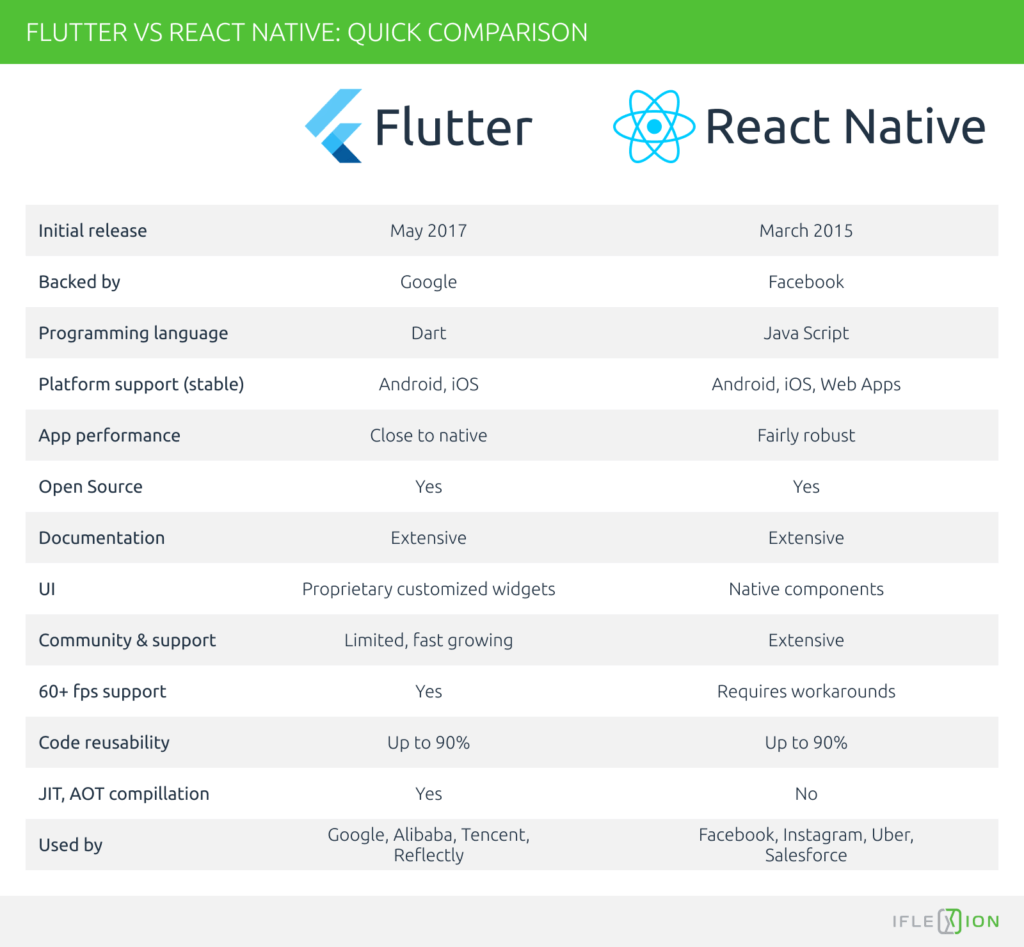 FLUTTER VS REACT NATIVE: QUICK COMPARISON
Flutter React Native
Initial release May 2017 March 2015
Backed by Google Facebook
Programming language Dart Java Script
Platform support (stable) Android, iOS Android, iOS, Web Apps
App performance Close to native Fairly robust
Open Source Yes Yes
Documentation Extensive Extensive
UI Proprietary customized widgets Native components
Community & support Limited, fast growing Extensive
60+ fps support Yes Requires workarounds
Code reusability Up to 90% Up to 90%
JIT, AOT compillation Yes No
Used by Google, Alibaba, Tencent, Facebook, Instagram, Uber,
Reflectly Salesforce
IFLEXION